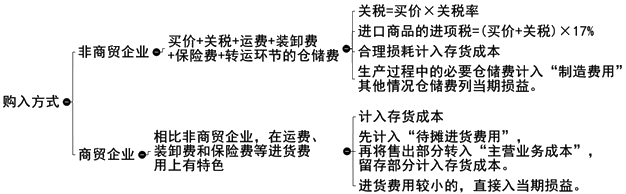 购入方式
非商贸企业
买价+关税+运费+装卸费
+保险费+转运环节的仓储费
关税=买价×关税率
进口商品的进项税=(买价+关税)×17%
合理损耗计入存货成本
生产过程中的必要仓储费计入“制造费用”
其他情况仓储费列当期损益。
商贸企业
相比非商贸企业，在运费、
装卸费和保险费等进货费
用上有特色
计入存货成本
先计入“待摊进货费用”，
再将售出部分转入“主营业务成本”，
留存部分计入存货成本。
进货费用较小的，直接入当期损益。